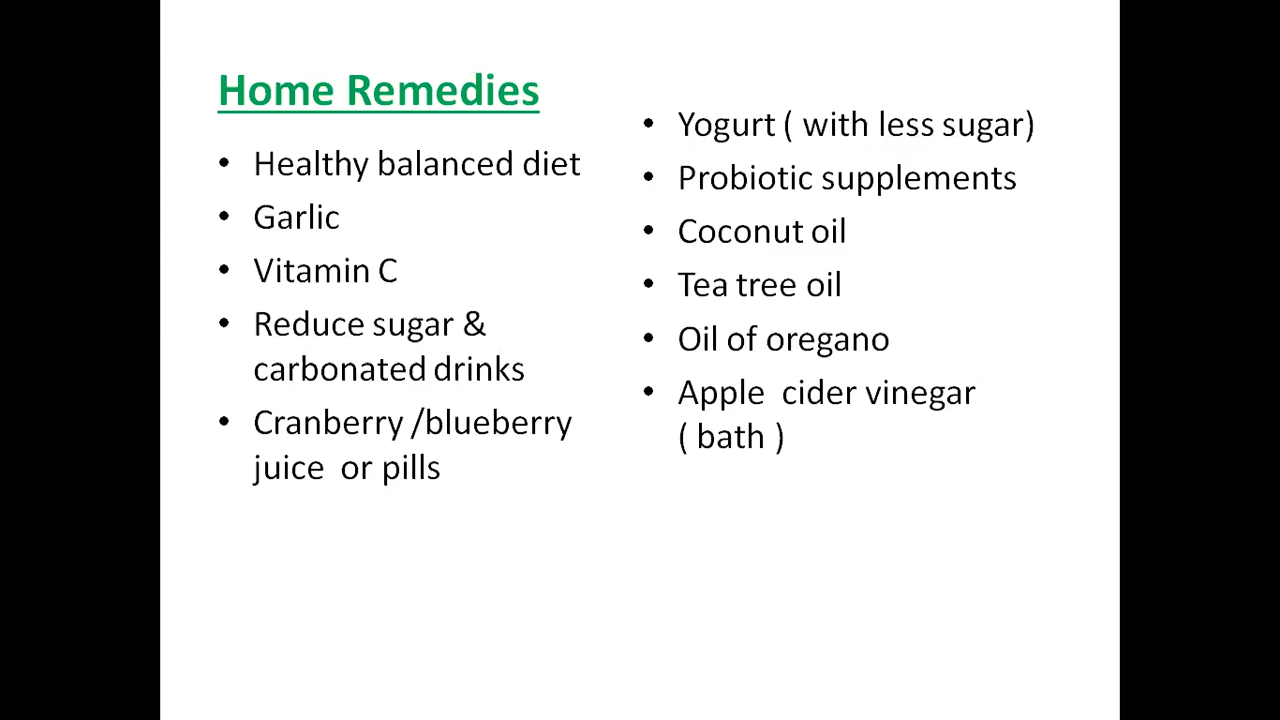 Home Remedies
• Healthy balanced diet
• Garlic
• Vitamin C
• Reduce sugar &
carbonated drinks
• Cranberry /blueberry
juice  or pills
• Yogurt ( with less sugar)
• Probiotic supplements
• Coconut oil
• Tea tree oil
• Oil of oregano
• Apple  cider vinegar
( bath )